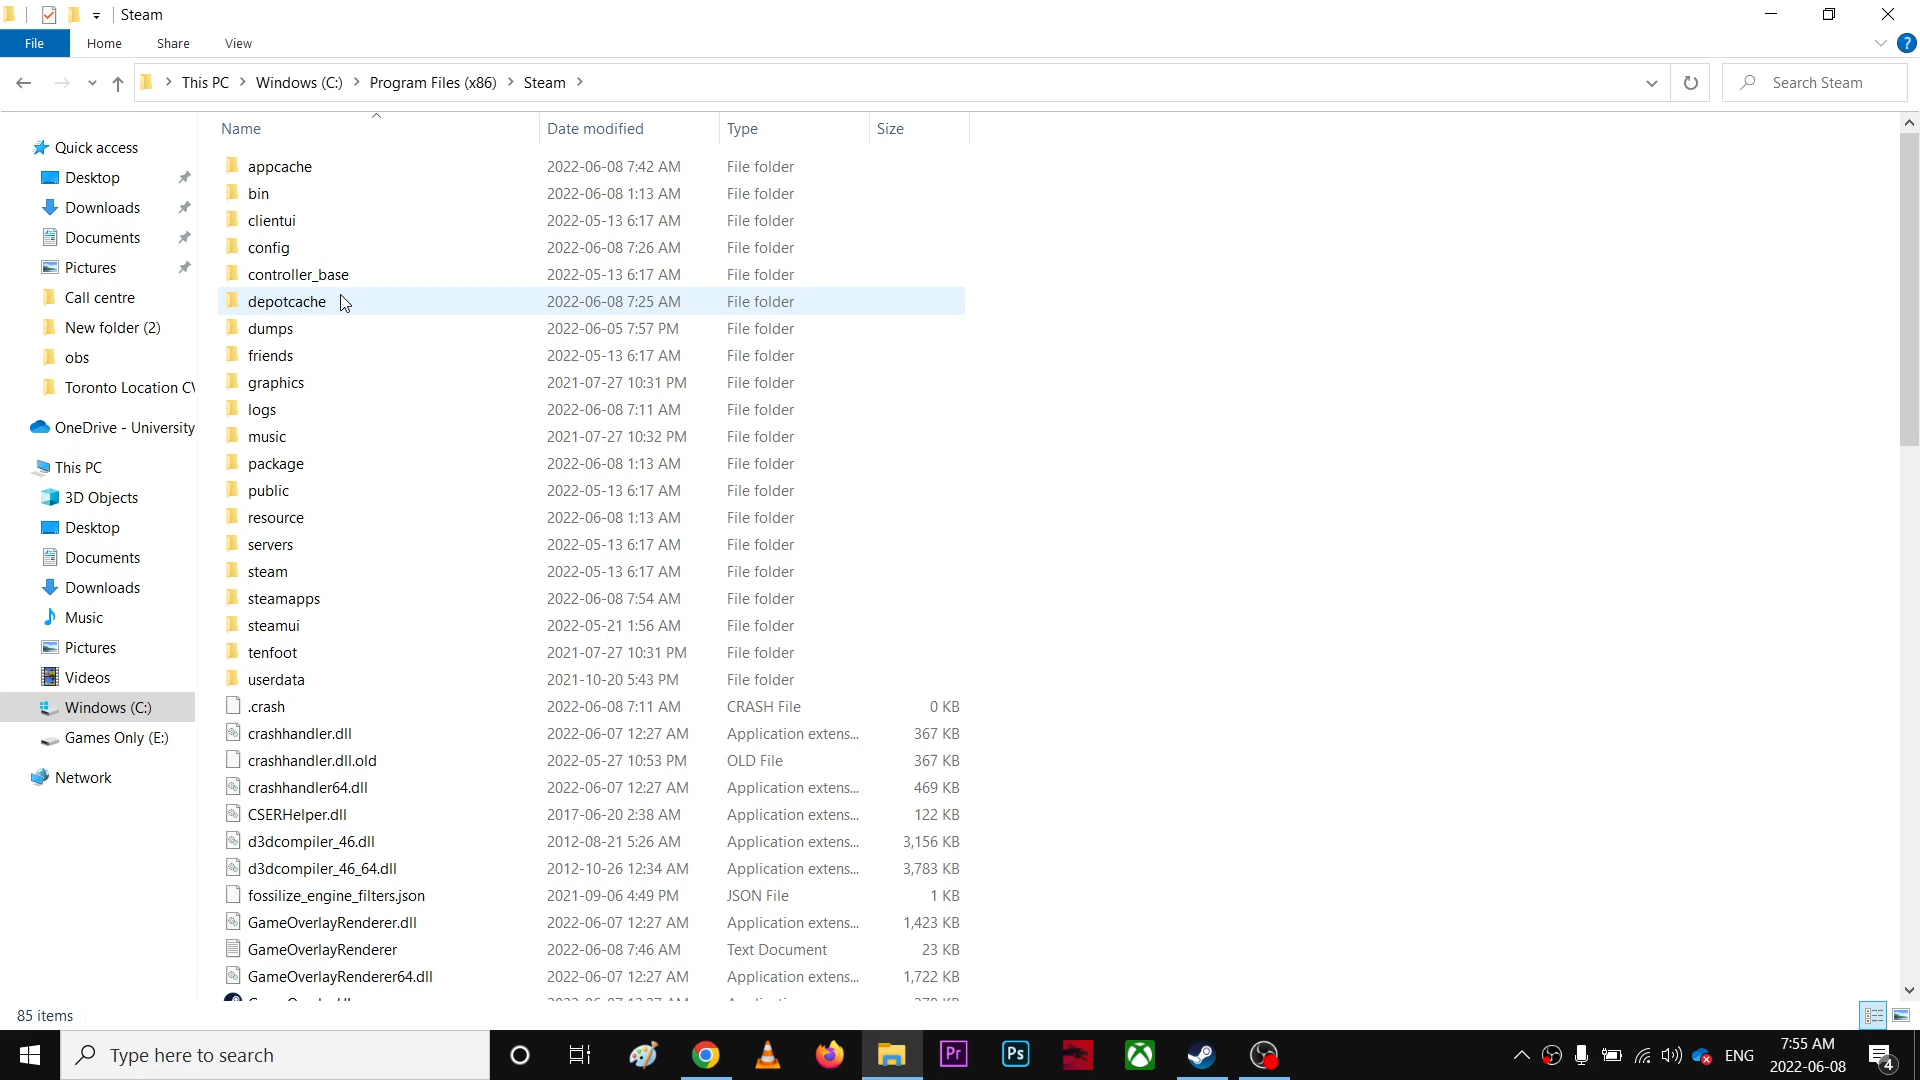 Steam
File Home Share View
This PC Windows (C:) Program Files (x86) Steam Search Steam
Name Date modified Type Size
Quick access
Desktop
Downloads
Documents
Pictures
Call centre
New folder (2)
obs
Toronto Location
OneDrive - University
This PC
3D Objects
Desktop
Documents
Downloads
Music
Pictures
Videos
Windows (C:)
Games Only (E:)
Network
appcache 2022-06-08 7:42 AM File folder
bin 2022-06-08 1:13 AM File folder
clientui 2022-05-13 6:17 AM File folder
config 2022-06-08 7:26 AM File folder
controller_base 2022-05-13 6:17 AM File folder
depotcache 2022-06-08 7:25 AM File folder
dumps 2022-06-05 7:57 PM File folder
friends 2022-05-13 6:17 AM File folder
graphics 2021-07-27 10:31 PM File folder
logs 2022-06-08 7:11 AM File folder
music 2021-07-27 10:32 PM File folder
package 2022-06-08 1:13 AM File folder
public 2022-05-13 6:17 AM File folder
resource 2022-06-08 1:13 AM File folder
servers 2022-05-13 6:17 AM File folder
steam 2022-05-13 6:17 AM File folder
steamapps 2022-06-08 7:54 AM File folder
steamui 2022-05-21 1:56 AM File folder
tenfoot 2021-07-27 10:31 PM File folder
userdata 2021-10-20 5:43 PM File folder
.crash 2022-06-08 7:11 AM CRASH File 0 KB
crashhandler.dll 2022-06-07 12:27 AM Application extens... 367 KB
crashhandler.dll.old 2022-05-27 10:53 PM OLD File 367 KB
crashhandler64.dll 2022-06-07 12:27 AM Application extens... 469 KB
CSERHelper.dll 2017-06-20 2:38 AM Application extens... 122 KB
d3dcompiler_46.dll 2012-08-21 5:26 AM Application extens... 3,156 KB
d3dcompiler_46_64.dll 2012-10-26 12:34 AM Application extens... 3,783 KB
fossilize_engine_filters.json 2021-09-06 4:49 PM JSON File 1 KB
GameOverlayRenderer.dll 2022-06-07 12:27 AM Application extens... 1,423 KB
GameOverlayRenderer 2022-06-08 7:46 AM Text Document 23 KB
GameOverlayRenderer64.dll 2022-06-07 12:27 AM Application extens... 1,722 KB
85 items
Type here to search Pr Ps ENG 7:55 AM
2022-06-08 4